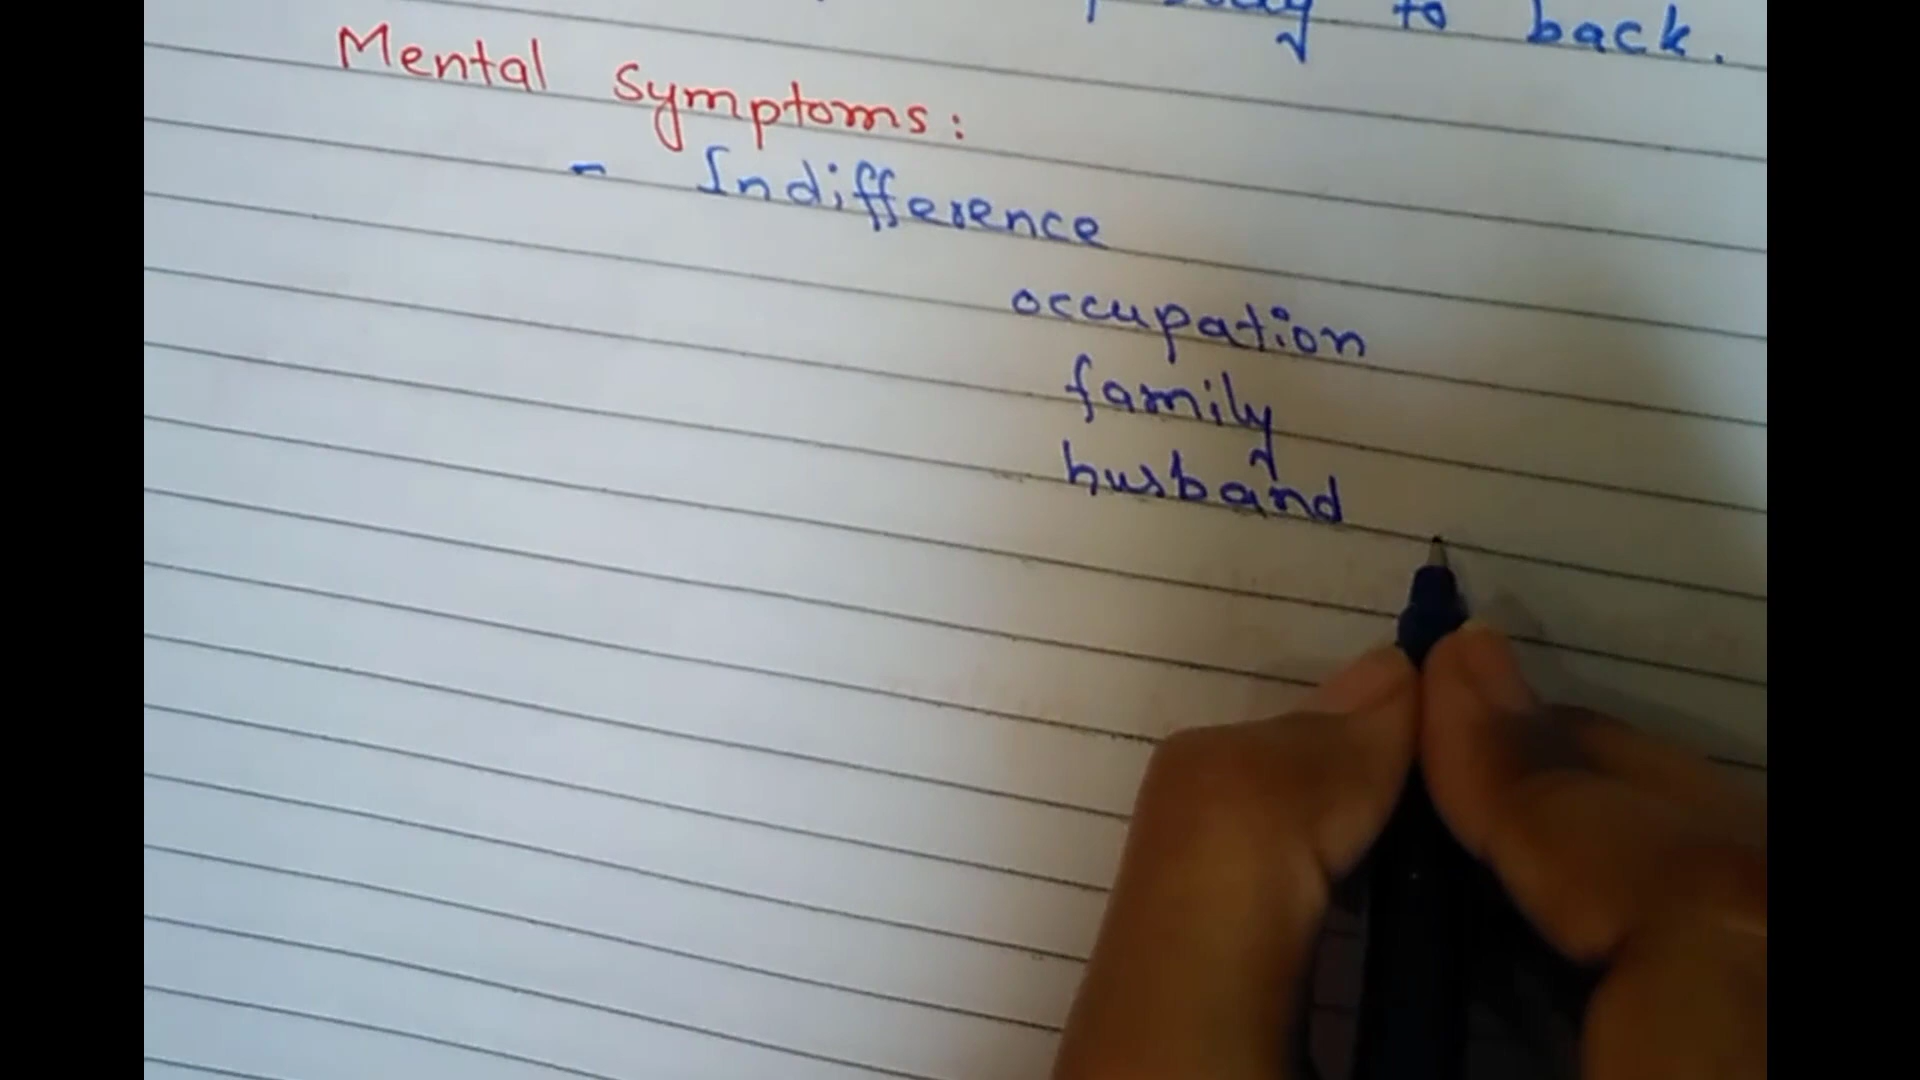 to back.
Mental Symptoms:
- Indifference
occupation
family
husband